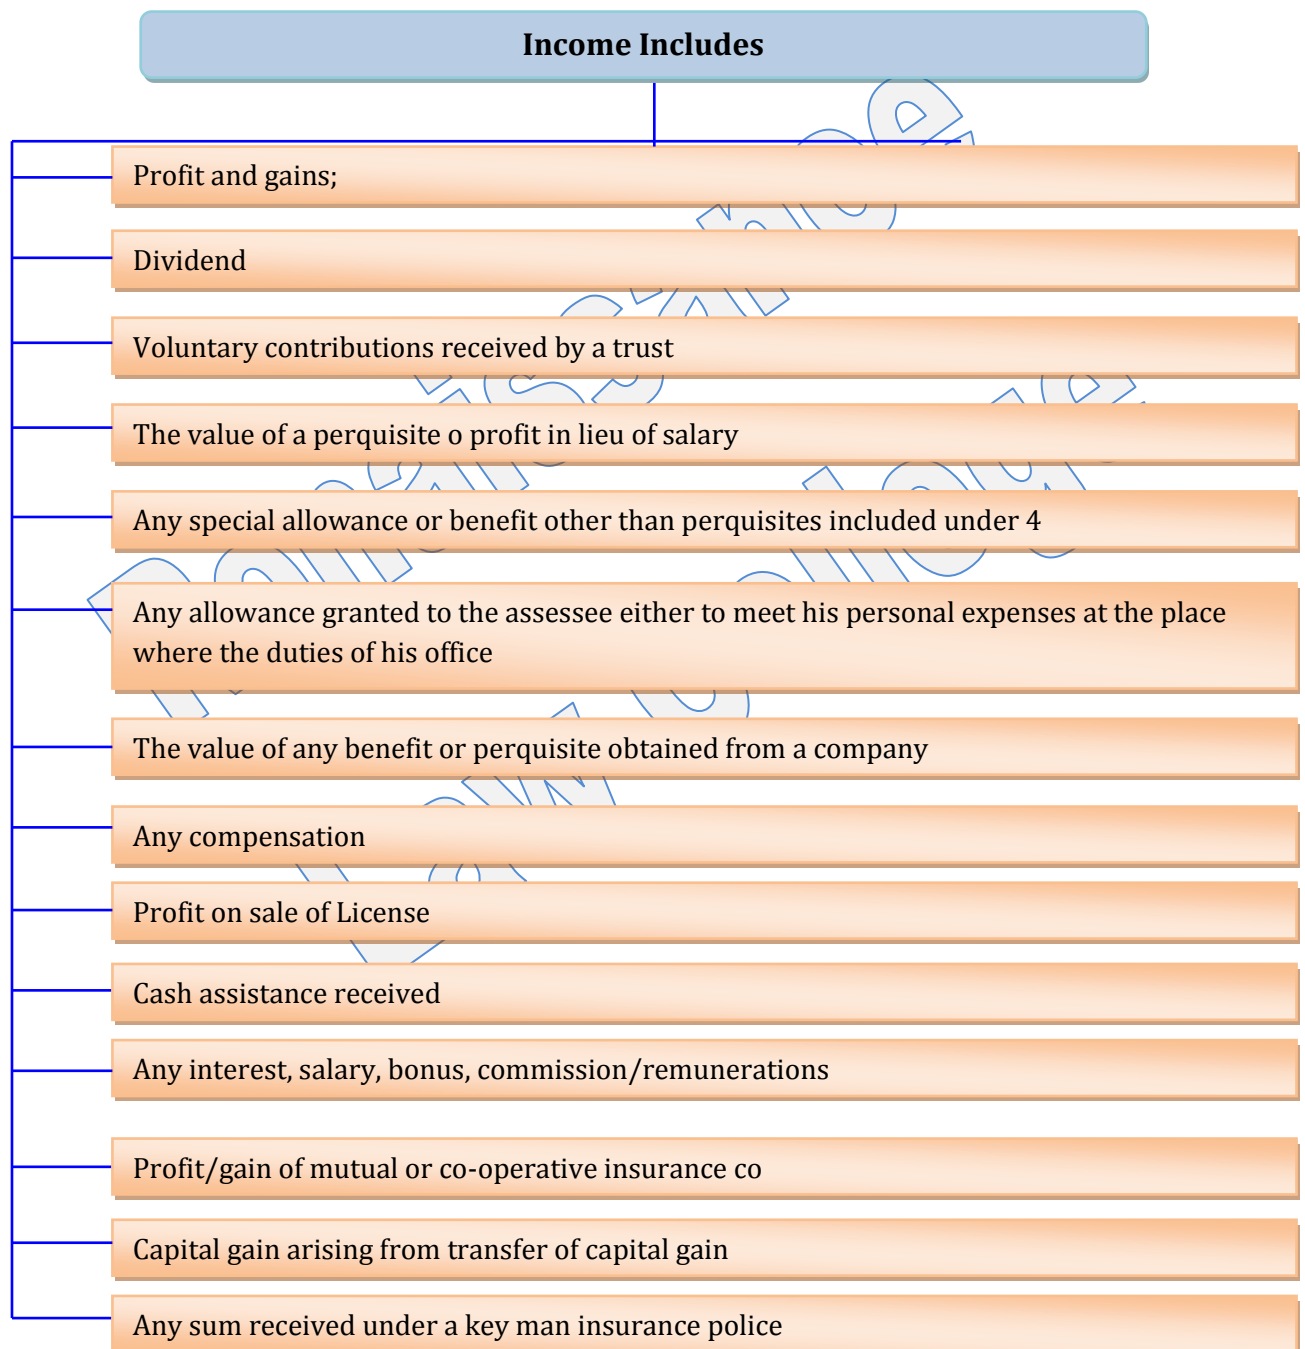 Income Includes
Profit and gains;
Dividend
Voluntary contributions received by a trust
The value of a perquisite o profit in lieu of salary
Any special allowance or benefit other than perquisites included under 4
Any allowance granted to the assessee either to meet his personal expenses at the place
where the duties of his office
The value of any benefit or perquisite obtained from a company
Any compensation
Profit on sale of License
Cash assistance received
Any interest, salary, bonus, commission/remunerations
Profit/gain of mutual or co-operative insurance co
Capital gain arising from transfer of capital gain
Any sum received under a key man insurance police